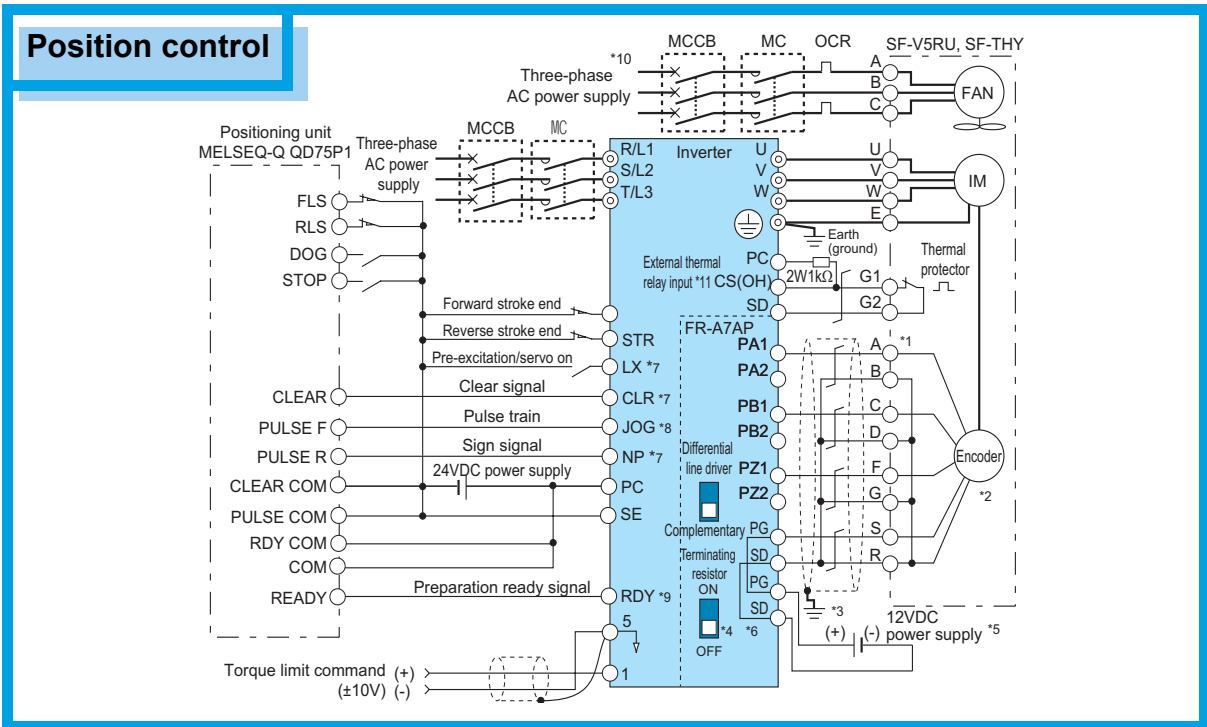 Position control
*10
MCCB
MC
OCR
SF-V5RU, SF-THY
Three-phase
AC power supply
A
B
C
FAN
Positioning unit
MELSEQ-Q QD75P1
Three-phase
AC power
supply
MCCB
MC
R/L1
S/L2
T/L3
Inverter
U
V
W
U
V
W
E
IM
Earth
(ground)
FLS
RLS
DOG
STOP
External thermal
relay input *11
PC
CS(OH)
SD
2W1kΩ
G1
G2
Thermal
protector
Forward stroke end
Reverse stroke end
STR
Pre-excitation/servo on
LX *7
FR-A7AP
PA1
PA2
PB1
PB2
PZ1
PZ2
A
*1
B
C
D
F
G
S
R
Encoder
*2
CLEAR
Clear signal
CLR *7
PULSE F
Pulse train
JOG *8
PULSE R
Sign signal
NP *7
CLEAR COM
24VDC power supply
PC
PULSE COM
SE
RDY COM
COM
READY
Preparation ready signal
RDY *9
Differential
line driver
Complementary
Terminating
resistor
ON
OFF
*4
*6
PG
SD
PG
SD
*3
12VDC
power supply *5
(+)
(-)
5
1
Torque limit command (+)
(±10V) (-)